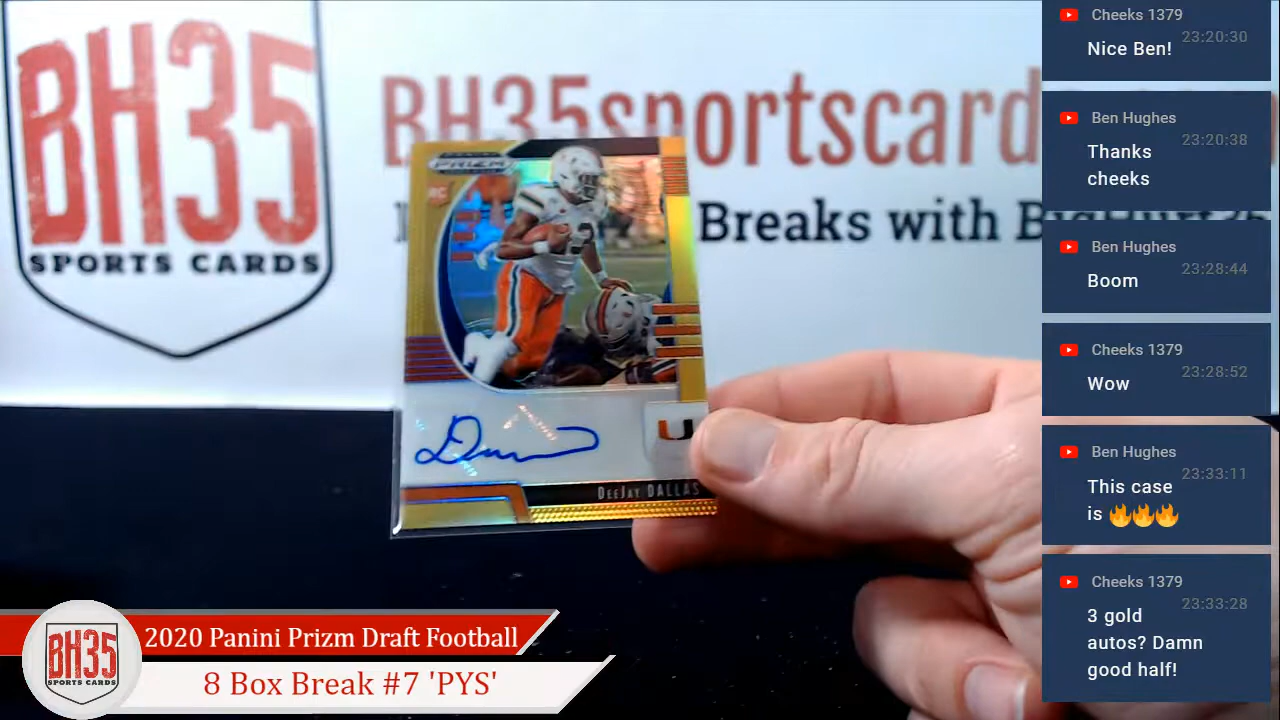 BH35
SPORTS CARDS
BH35sportscard
Breaks with
PRIZM
RC
U
DEEJAY DALLAS
BH35
SPORTS CARDS
2020 Panini Prizm Draft Football
8 Box Break #7 'PYS'
Cheeks 1379
23:20:30
Nice Ben!
Ben Hughes
23:20:38
Thanks
cheeks
Ben Hughes
23:28:44
Boom
Cheeks 1379
23:28:52
Wow
Ben Hughes
23:33:11
This case
is 🔥🔥🔥
Cheeks 1379
23:33:28
3 gold
autos? Damn
good half!